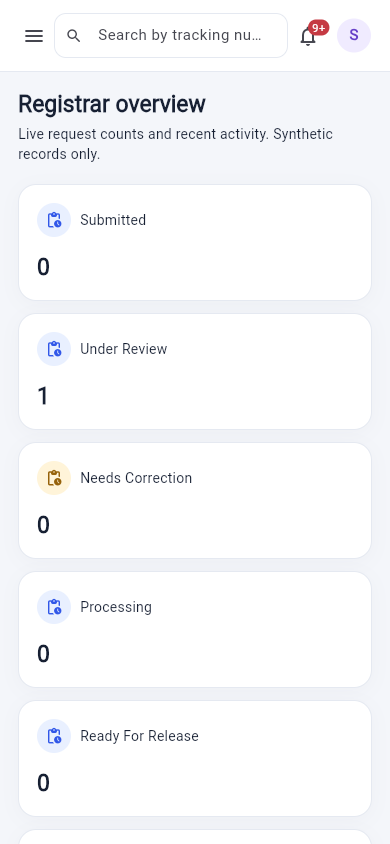 Search by tracking nu…
9+
S
Registrar overview
Live request counts and recent activity. Synthetic
records only.
Submitted
0
Under Review
1
Needs Correction
0
Processing
0
Ready For Release
0